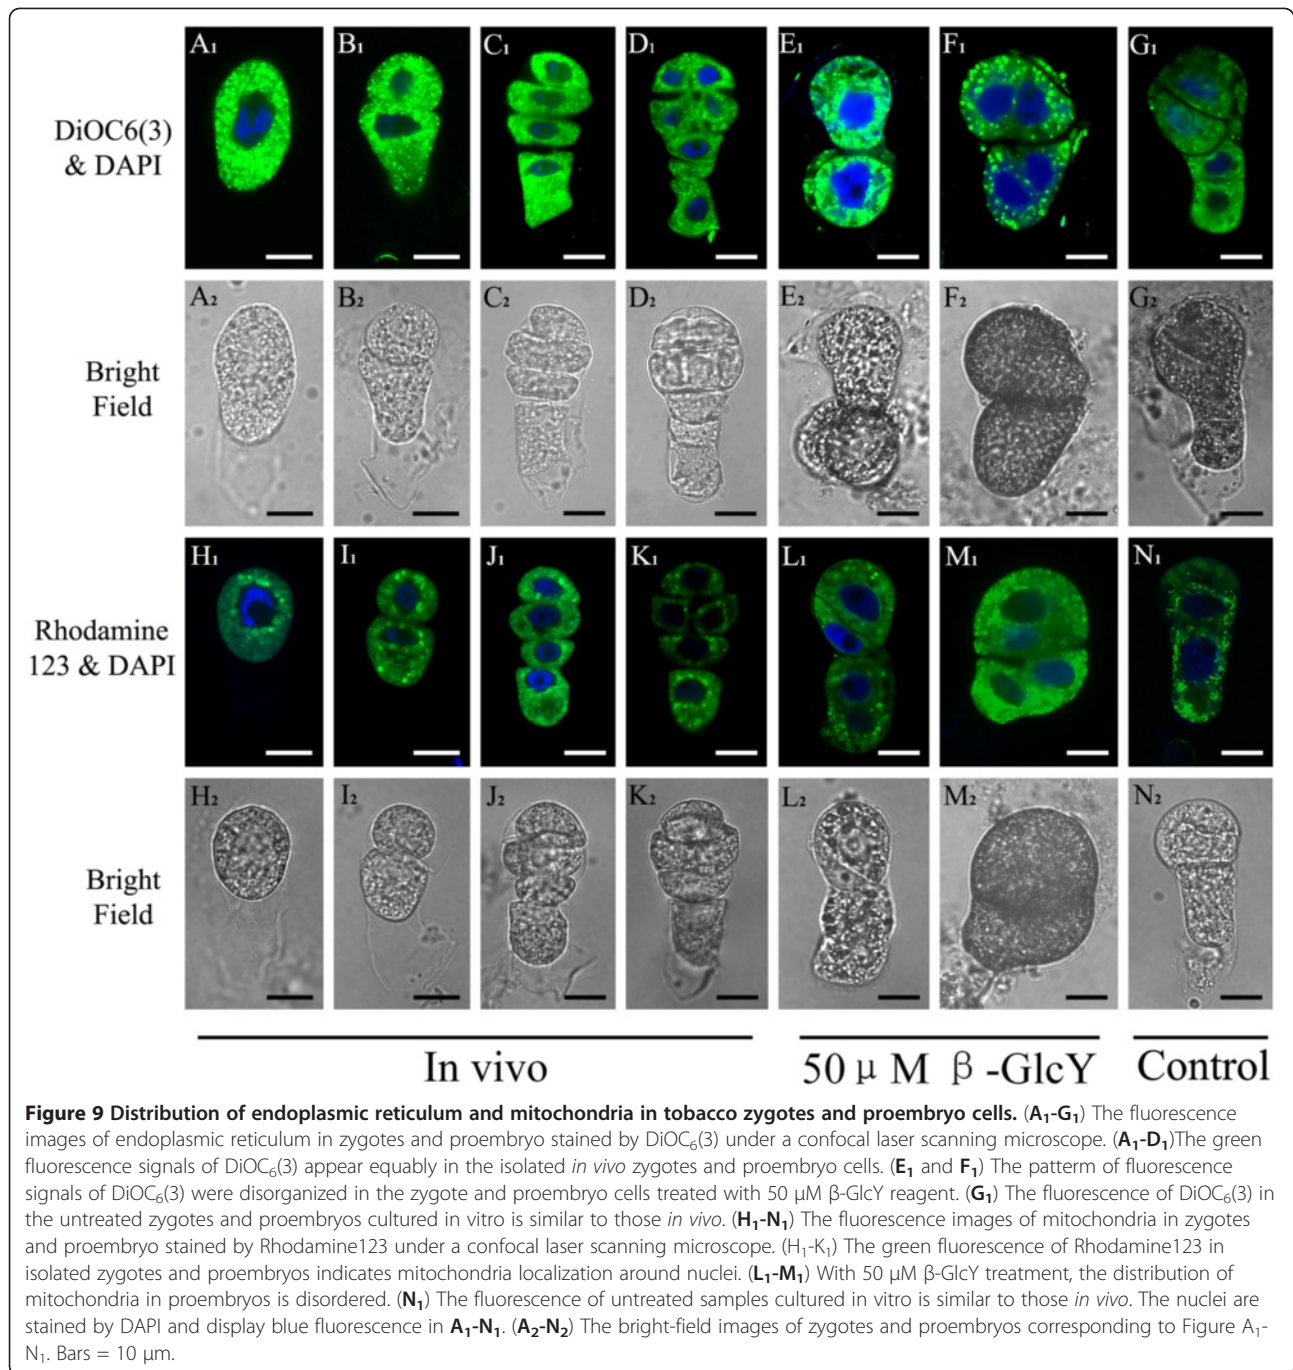 A₁ B₁ C₁ D₁ E₁ F₁ G₁
DiOC6(3)
& DAPI
A₂ B₂ C₂ D₂ E₂ F₂ G₂
Bright
Field
H₁ I₁ J₁ K₁ L₁ M₁ N₁
Rhodamine
123 & DAPI
H₂ I₂ J₂ K₂ L₂ M₂ N₂
Bright
Field
In vivo 50 μM β-GlcY Control
Figure 9 Distribution of endoplasmic reticulum and mitochondria in tobacco zygotes and proembryo cells. (A₁-G₁) The fluorescence
images of endoplasmic reticulum in zygotes and proembryo stained by DiOC₆(3) under a confocal laser scanning microscope. (A₁-D₁)The green
fluorescence signals of DiOC₆(3) appear equably in the isolated in vivo zygotes and proembryo cells. (E₁ and F₁) The patterm of fluorescence
signals of DiOC₆(3) were disorganized in the zygote and proembryo cells treated with 50 μM β-GlcY reagent. (G₁) The fluorescence of DiOC₆(3) in
the untreated zygotes and proembryos cultured in vitro is similar to those in vivo. (H₁-N₁) The fluorescence images of mitochondria in zygotes
and proembryo stained by Rhodamine123 under a confocal laser scanning microscope. (H₁-K₁) The green fluorescence of Rhodamine123 in
isolated zygotes and proembryos indicates mitochondria localization around nuclei. (L₁-M₁) With 50 μM β-GlcY treatment, the distribution of
mitochondria in proembryos is disordered. (N₁) The fluorescence of untreated samples cultured in vitro is similar to those in vivo. The nuclei are
stained by DAPI and display blue fluorescence in A₁-N₁. (A₂-N₂) The bright-field images of zygotes and proembryos corresponding to Figure A₁-
N₁. Bars = 10 μm.